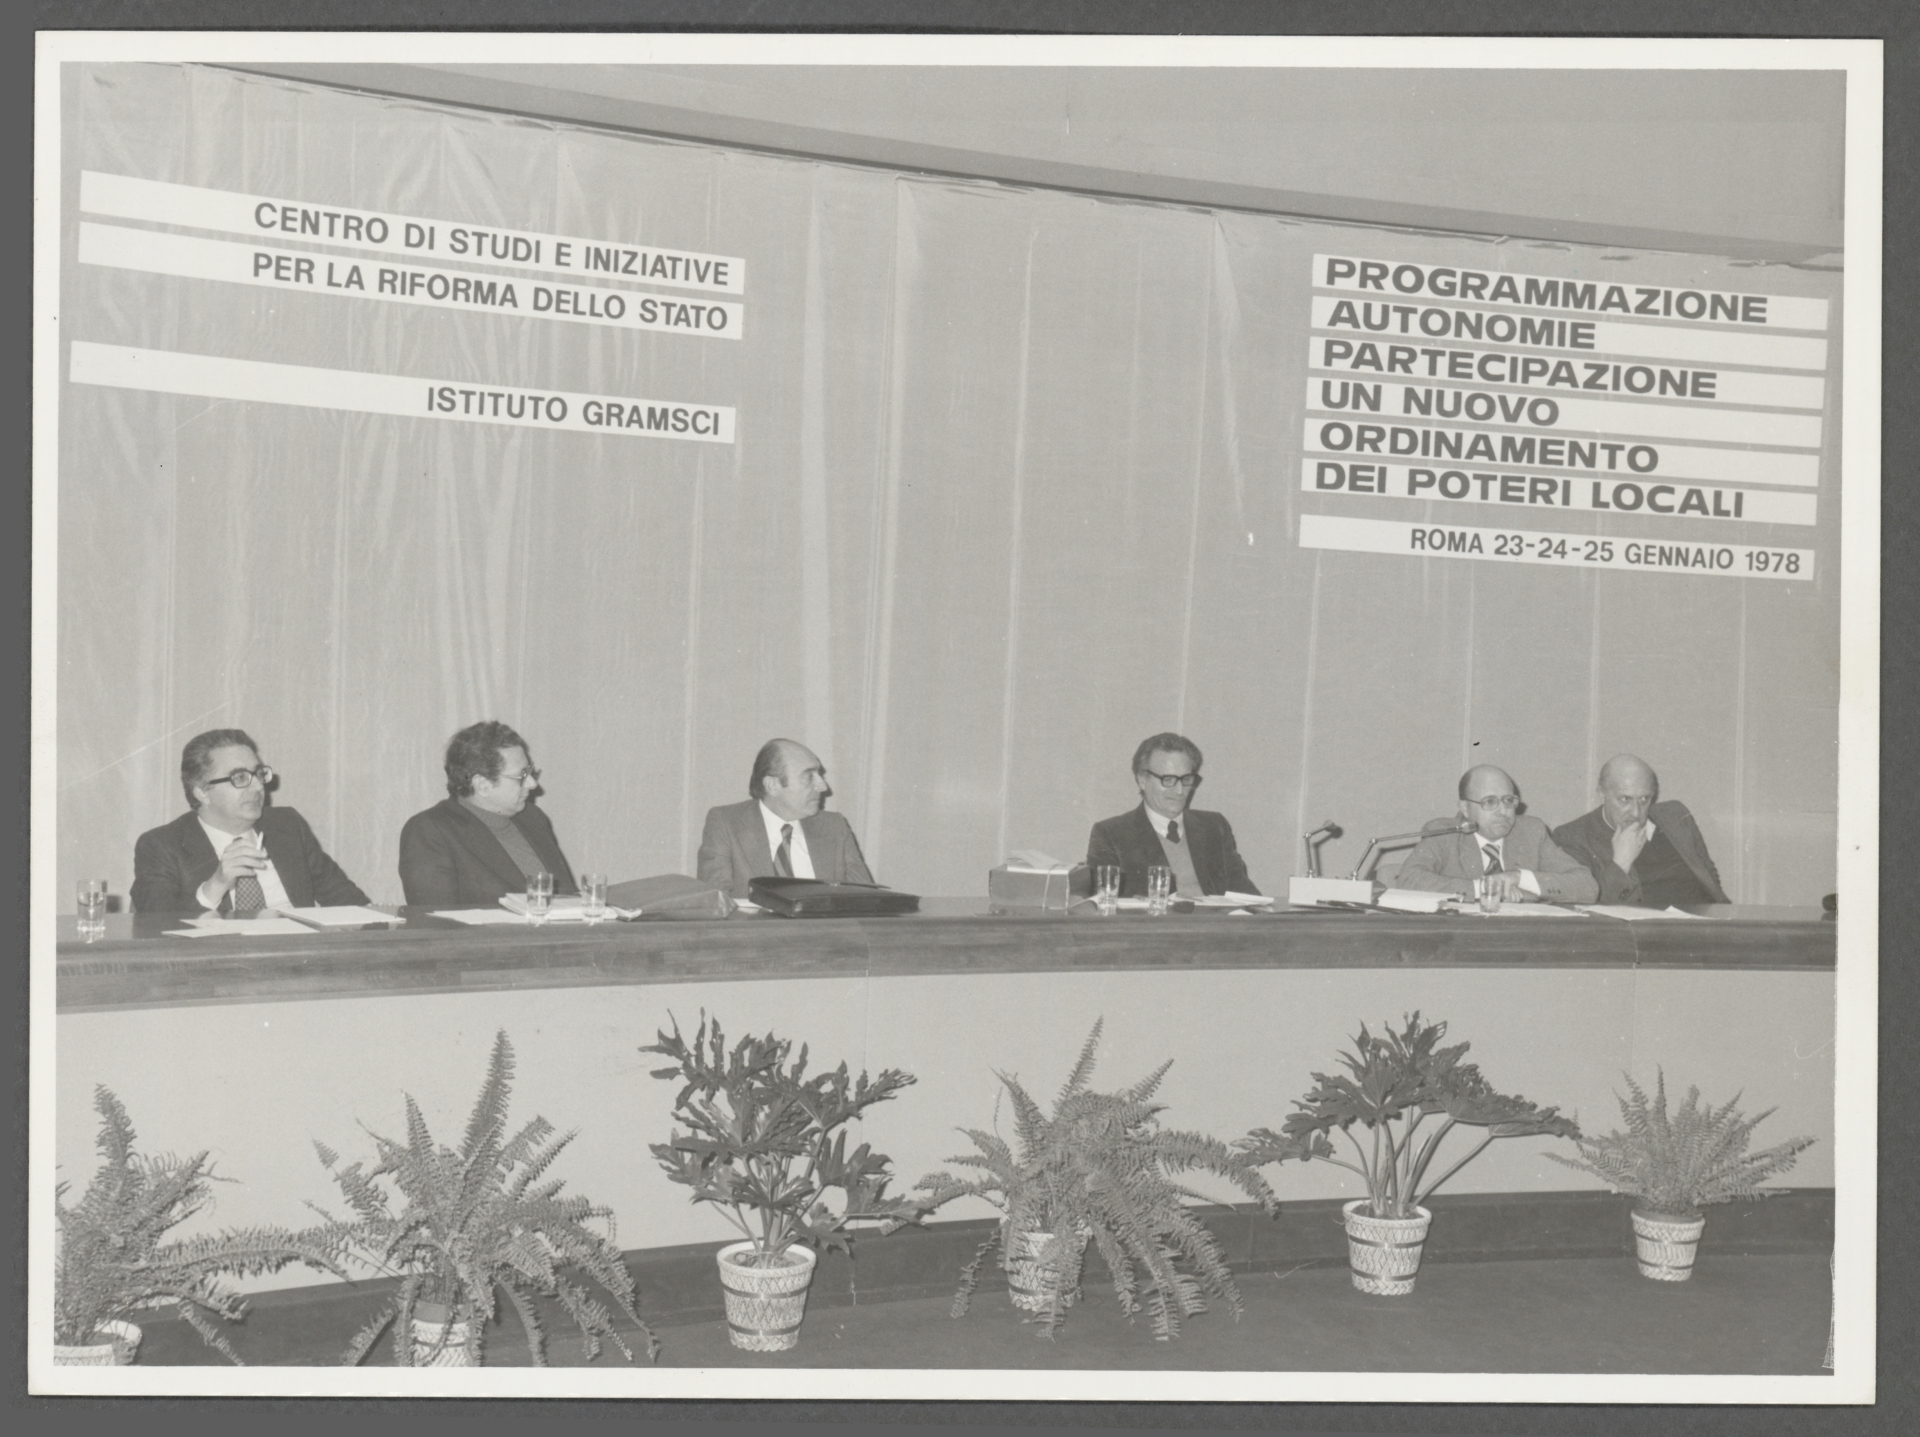 CENTRO DI STUDI E INIZIATIVE
PER LA RIFORMA DELLO STATO
ISTITUTO GRAMSCI
PROGRAMMAZIONE
AUTONOMIE
PARTECIPAZIONE
UN NUOVO
ORDINAMENTO
DEI POTERI LOCALI
ROMA 23-24-25 GENNAIO 1978